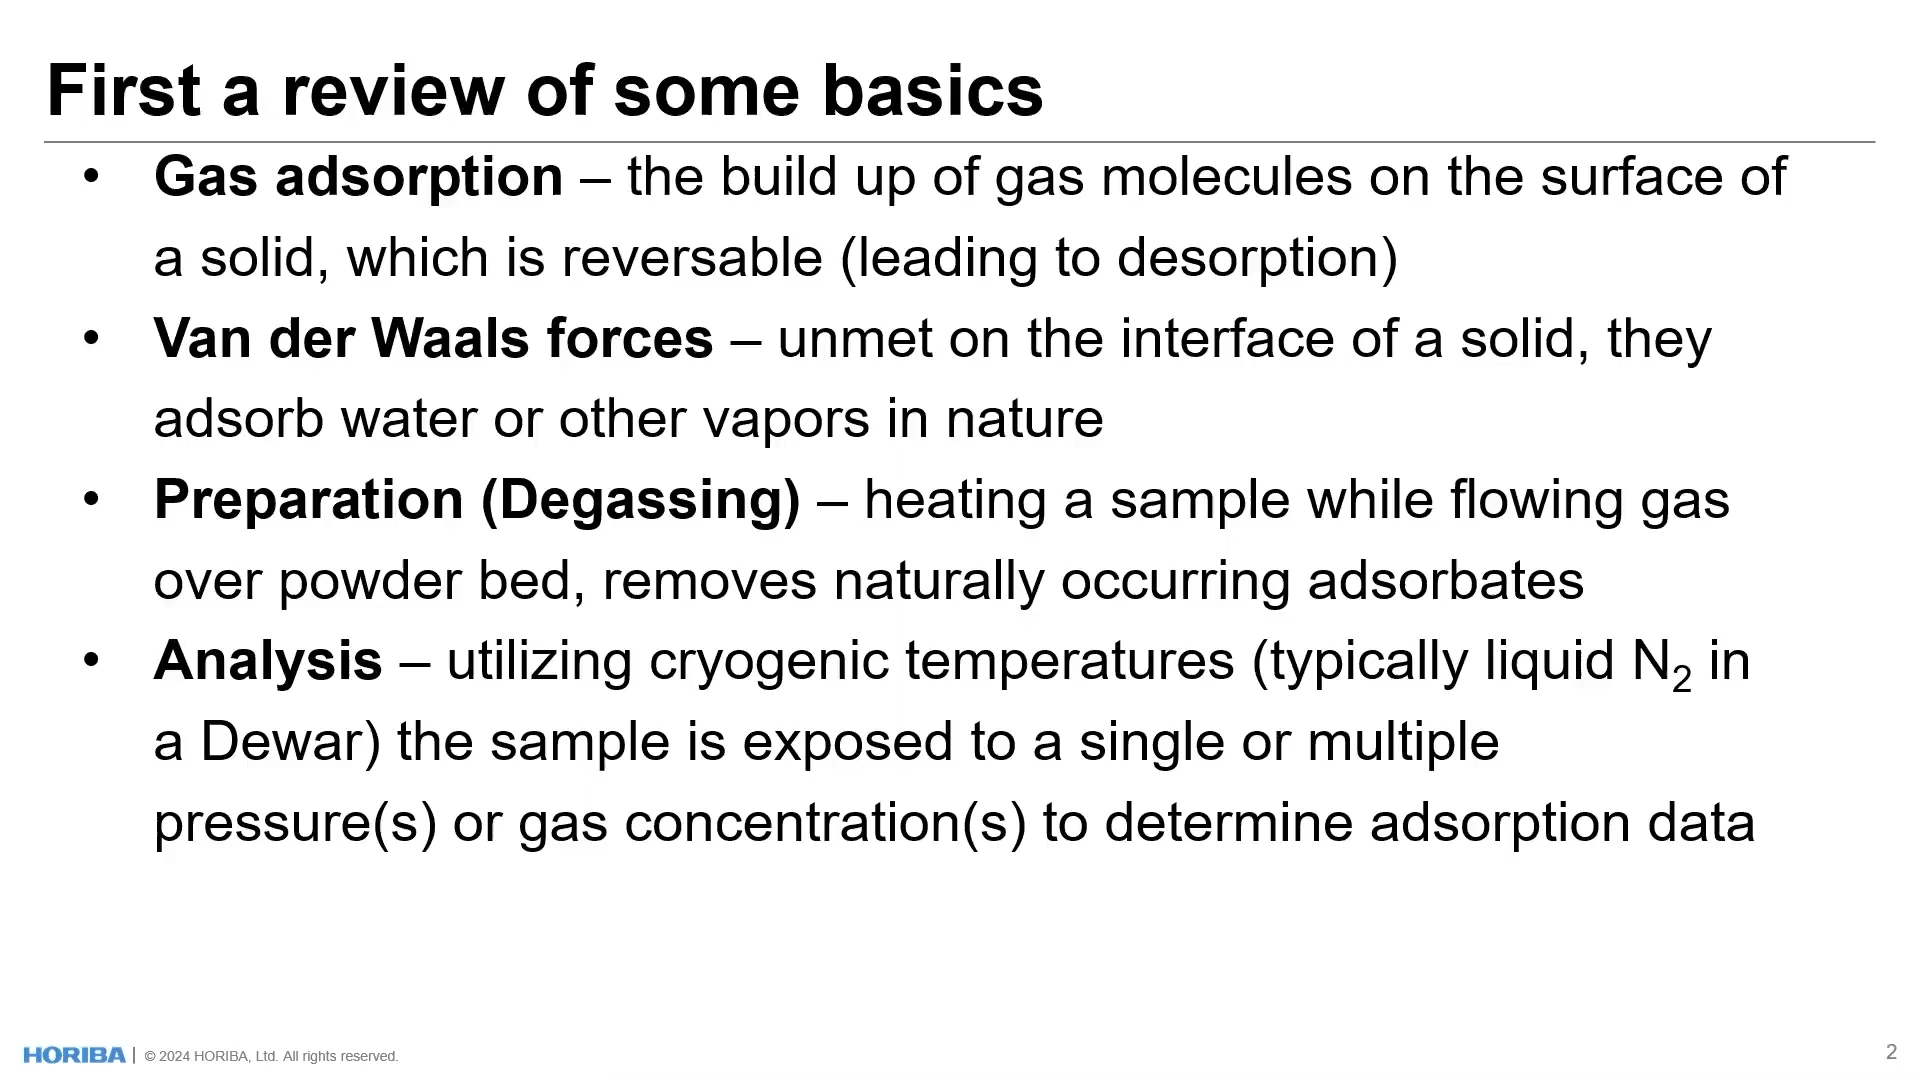 First a review of some basics
• Gas adsorption – the build up of gas molecules on the surface of
a solid, which is reversable (leading to desorption)
• Van der Waals forces – unmet on the interface of a solid, they
adsorb water or other vapors in nature
• Preparation (Degassing) – heating a sample while flowing gas
over powder bed, removes naturally occurring adsorbates
• Analysis – utilizing cryogenic temperatures (typically liquid N₂ in
a Dewar) the sample is exposed to a single or multiple
pressure(s) or gas concentration(s) to determine adsorption data
HORIBA | © 2024 HORIBA, Ltd. All rights reserved.
2